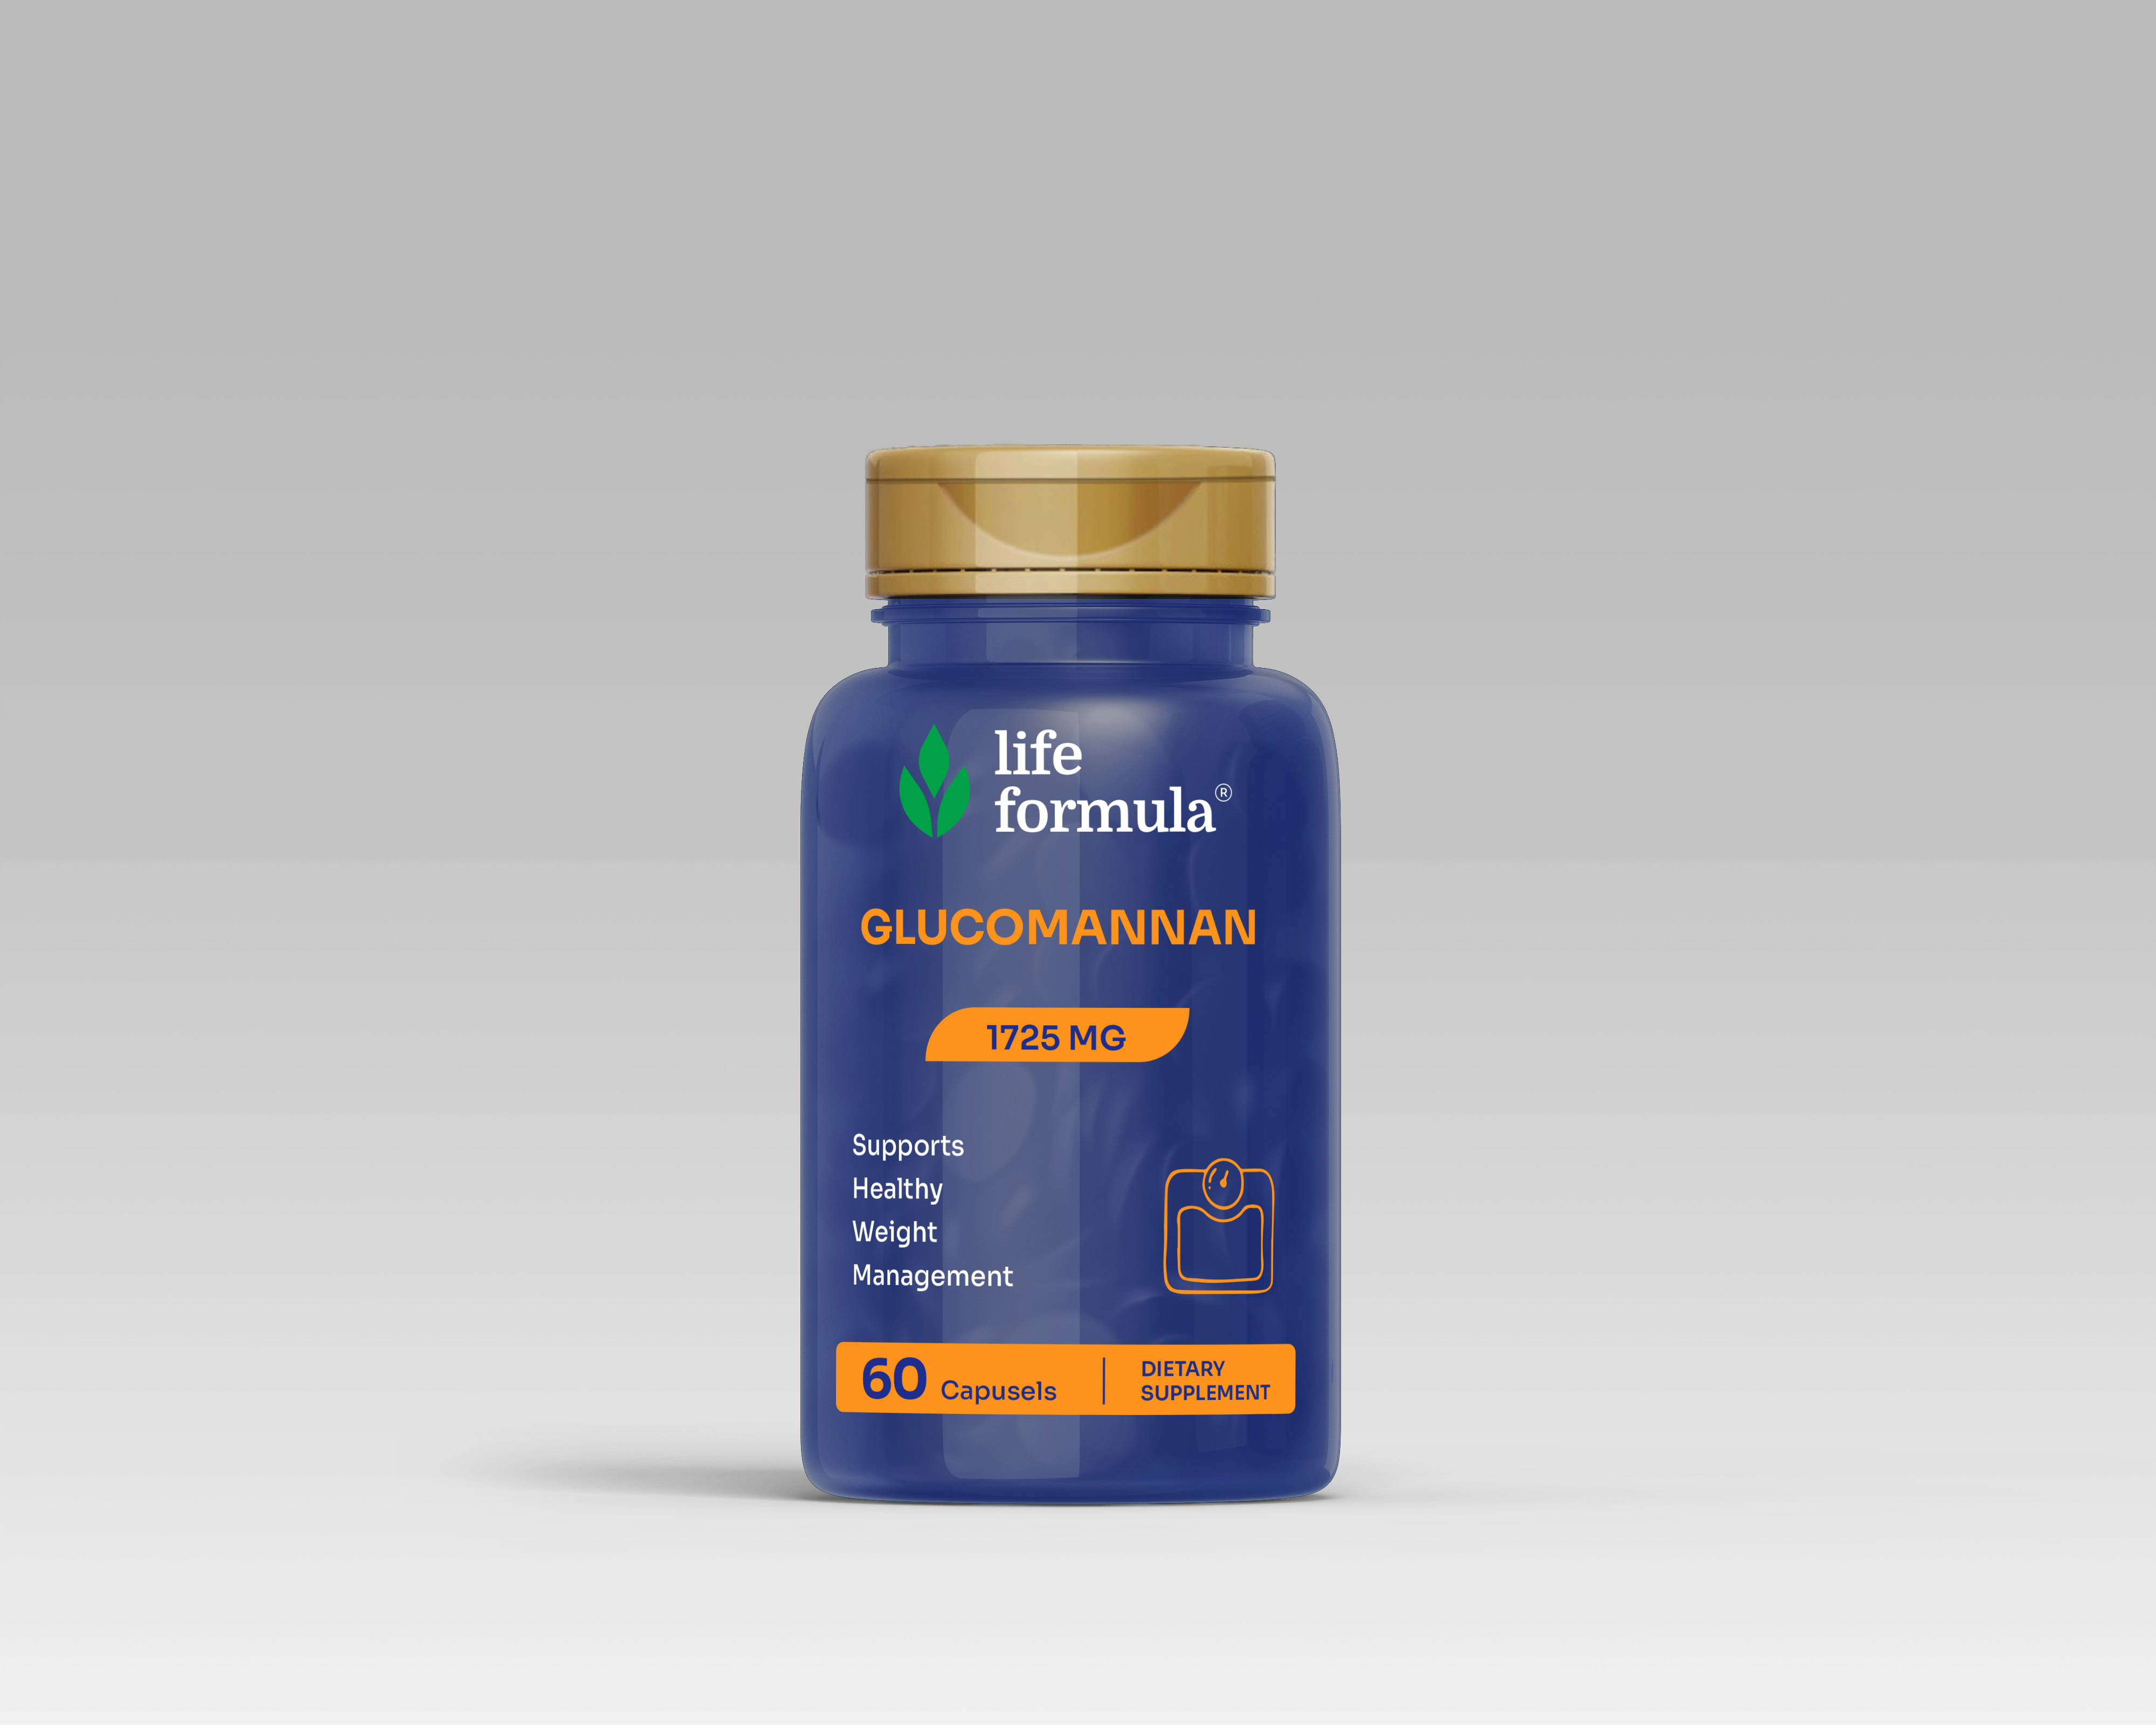 life
formula®
GLUCOMANNAN
1725 MG
Supports
Healthy
Weight
Management
60 Capusels
DIETARY
SUPPLEMENT